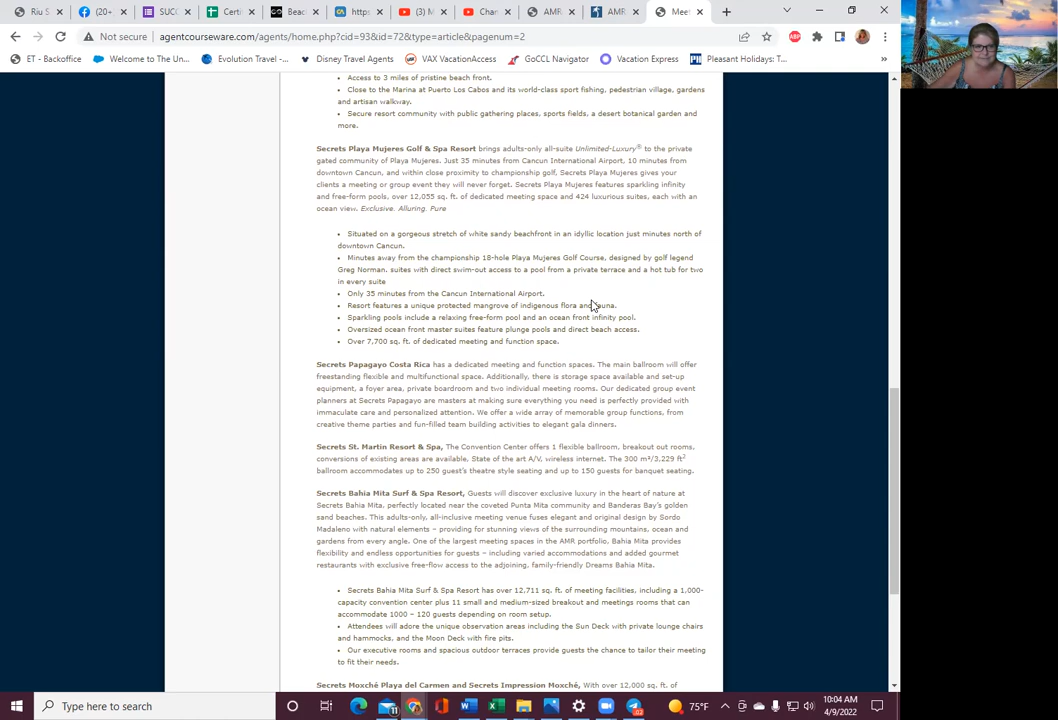 Riu S
(20+
SUCC
Certi
Beac
https
(3) M
Chan
AMR
AMR
Meet
Not secure
agentcourseware.com/agents/home.php?cid=93&id=72&type=article&pagenum=2
ET - Backoffice
Welcome to The Un...
Evolution Travel -...
Disney Travel Agents
VAX VacationAccess
GoCCL Navigator
Vacation Express
Pleasant Holidays: T...
• Access to 3 miles of pristine beach front.
• Close to the Marina at Puerto Los Cabos and its world-class sport fishing, pedestrian village, gardens
and artisan walkway.
• Secure resort community with public gathering places, sports fields, a desert botanical garden and
more.
Secrets Playa Mujeres Golf & Spa Resort brings adults-only all-suite Unlimited-Luxury® to the private
gated community of Playa Mujeres. Just 35 minutes from Cancun International Airport, 10 minutes from
downtown Cancun, and within close proximity to championship golf, Secrets Playa Mujeres gives your
clients a meeting or group event they will never forget. Secrets Playa Mujeres features sparkling infinity
and free-form pools, over 12,055 sq. ft. of dedicated meeting space and 424 luxurious suites, each with an
ocean view. Exclusive. Alluring. Pure
• Situated on a gorgeous stretch of white sandy beachfront in an idyllic location just minutes north of
downtown Cancun.
• Minutes away from the championship 18-hole Playa Mujeres Golf Course, designed by golf legend
Greg Norman. suites with direct swim-out access to a pool from a private terrace and a hot tub for two
in every suite
• Only 35 minutes from the Cancun International Airport.
• Resort features a unique protected mangrove of indigenous flora and fauna.
• Sparkling pools include a relaxing free-form pool and an ocean front infinity pool.
• Oversized ocean front master suites feature plunge pools and direct beach access.
• Over 7,700 sq. ft. of dedicated meeting and function space.
Secrets Papagayo Costa Rica has a dedicated meeting and function spaces. The main ballroom will offer
freestanding flexible and multifunctional space. Additionally, there is storage space available and set-up
equipment, a foyer area, private boardroom and two individual meeting rooms. Our dedicated group event
planners at Secrets Papagayo are masters at making sure everything you need is perfectly provided with
immaculate care and personalized attention. We offer a wide array of memorable group functions, from
creative theme parties and fun-filled team building activities to elegant gala dinners.
Secrets St. Martin Resort & Spa, The Convention Center offers 1 flexible ballroom, breakout out rooms,
conversions of existing areas are available, State of the art A/V, wireless internet. The 300 m²/3,229 ft²
ballroom accommodates up to 250 guest's theatre style seating and up to 150 guests for banquet seating.
Secrets Bahia Mita Surf & Spa Resort, Guests will discover exclusive luxury in the heart of nature at
Secrets Bahia Mita, perfectly located near the coveted Punta Mita community and Banderas Bay's golden
sand beaches. This adults-only, all-inclusive meeting venue fuses elegant and original design by Sordo
Madaleno with natural elements – providing for stunning views of the surrounding mountains, ocean and
gardens from every angle. One of the largest meeting spaces in the AMR portfolio, Bahia Mita provides
flexibility and endless opportunities for guests – including varied accommodations and added gourmet
restaurants with exclusive free-flow access to the adjoining, family-friendly Dreams Bahia Mita.
• Secrets Bahia Mita Surf & Spa Resort has over 12,711 sq. ft. of meeting facilities, including a 1,000-
capacity convention center plus 11 small and medium-sized breakout and meetings rooms that can
accommodate 1000 – 120 guests depending on room setup.
• Attendees will adore the unique observation areas including the Sun Deck with private lounge chairs
and hammocks, and the Moon Deck with fire pits.
• Our executive rooms and spacious outdoor terraces provide guests the chance to tailor their meeting
to fit their needs.
Secrets Moxché Playa del Carmen and Secrets Impression Moxché, With over 12,000 sq. ft. of
Type here to search
75°F
10:04 AM
4/9/2022